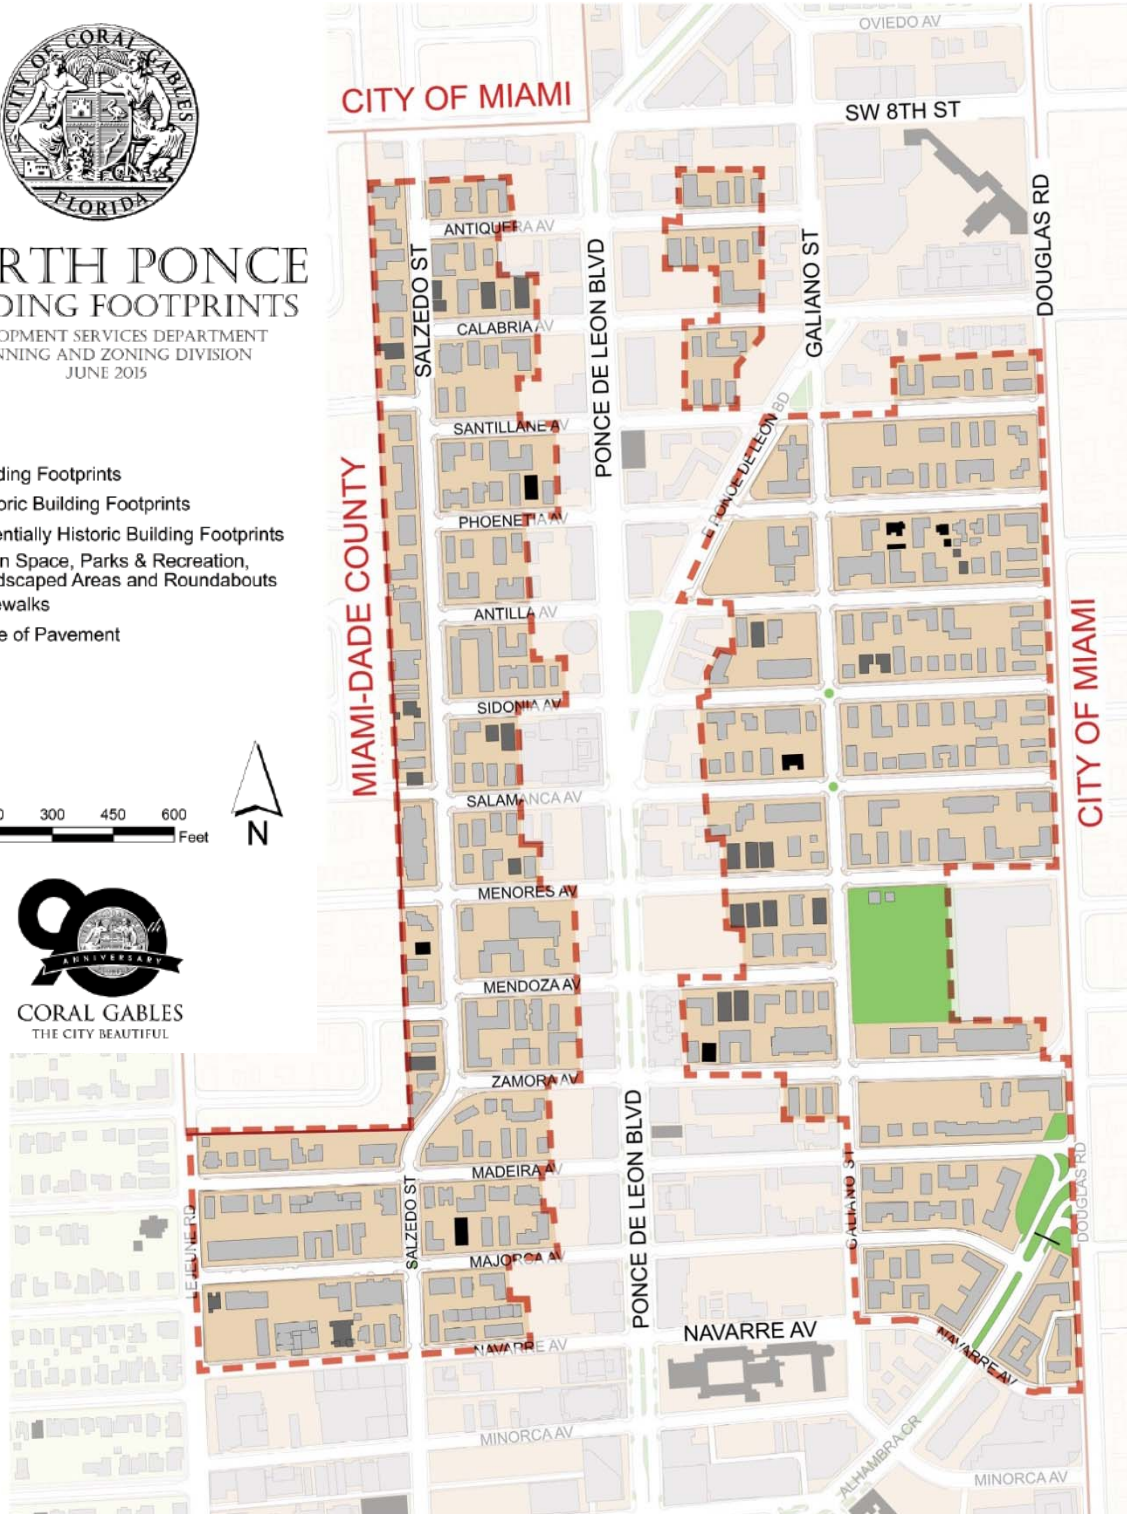 CITY OF CORAL GABLES
FLORIDA
RTH PONCE
DING FOOTPRINTS
OPMENT SERVICES DEPARTMENT
NNING AND ZONING DIVISION
JUNE 2015
ding Footprints
oric Building Footprints
entially Historic Building Footprints
n Space, Parks & Recreation,
dscaped Areas and Roundabouts
ewalks
e of Pavement
0 300 450 600
Feet
N
90th
ANNIVERSARY
CORAL GABLES
THE CITY BEAUTIFUL
CITY OF MIAMI
OVIEDO AV
SW 8TH ST
DOUGLAS RD
ANTIQUERA AV
SALZEDO ST
PONCE DE LEON BLVD
GALIANO ST
CALABRIA AV
SANTILLANE AV
E PONCE DE LEON BD
MIAMI-DADE COUNTY
PHOENETIA AV
ANTILLA AV
CITY OF MIAMI
SIDONIA AV
SALAMANCA AV
MENORES AV
MENDOZA AV
ZAMORA AV
PONCE DE LEON BLVD
MADEIRA AV
SALZEDO ST
LEJEUNE RD
GALIANO ST
DOUGLAS RD
MAJORCA AV
NAVARRE AV
NAVARRE AV
NAVARRE AV
MINORCA AV
ALHAMBRA CR
MINORCA AV